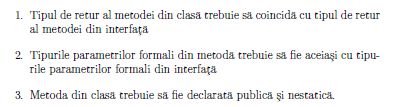 1. Tipul de retur al metodei din clasă trebuie să coincidă cu tipul de retur
al metodei din interfaţă
2. Tipurile parametrilor formali din metodă trebuie să fie aceiaşi cu tipu-
rile parametrilor formali din interfaţă
3. Metoda din clasă trebuie să fie declarată publică şi nestatică.